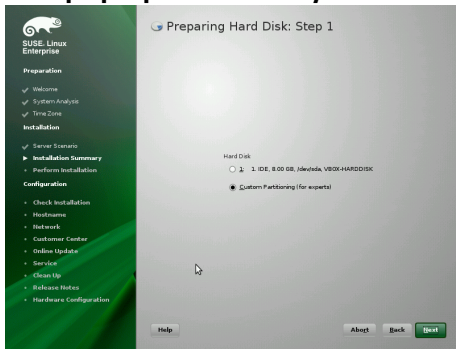 SUSE. Linux
Enterprise
Preparation
Welcome
System Analysis
Time Zone
Installation
Server Scenario
Installation Summary
Perform Installation
Configuration
Check Installation
Hostname
Network
Customer Center
Online Update
Service
Clean Up
Release Notes
Hardware Configuration
Preparing Hard Disk: Step 1
Hard Disk
1: 1. IDE, 8.00 GB, /dev/sda, VBOX-HARDDISK
Custom Partitioning (for experts)
Help
Abort
Back
Next